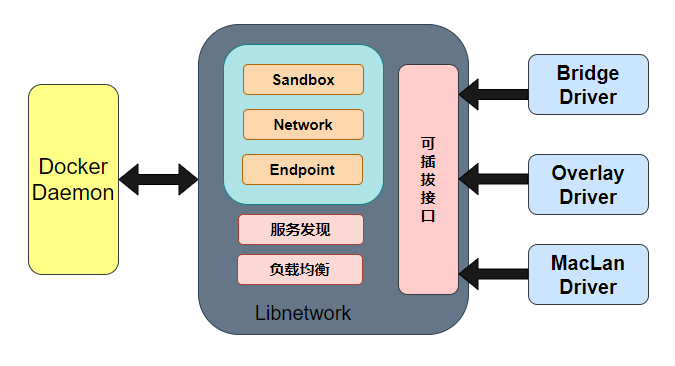 Docker
Daemon
Sandbox
Network
Endpoint
服务发现
负载均衡
Libnetwork
可
插
拔
接
口
Bridge
Driver
Overlay
Driver
MacLan
Driver